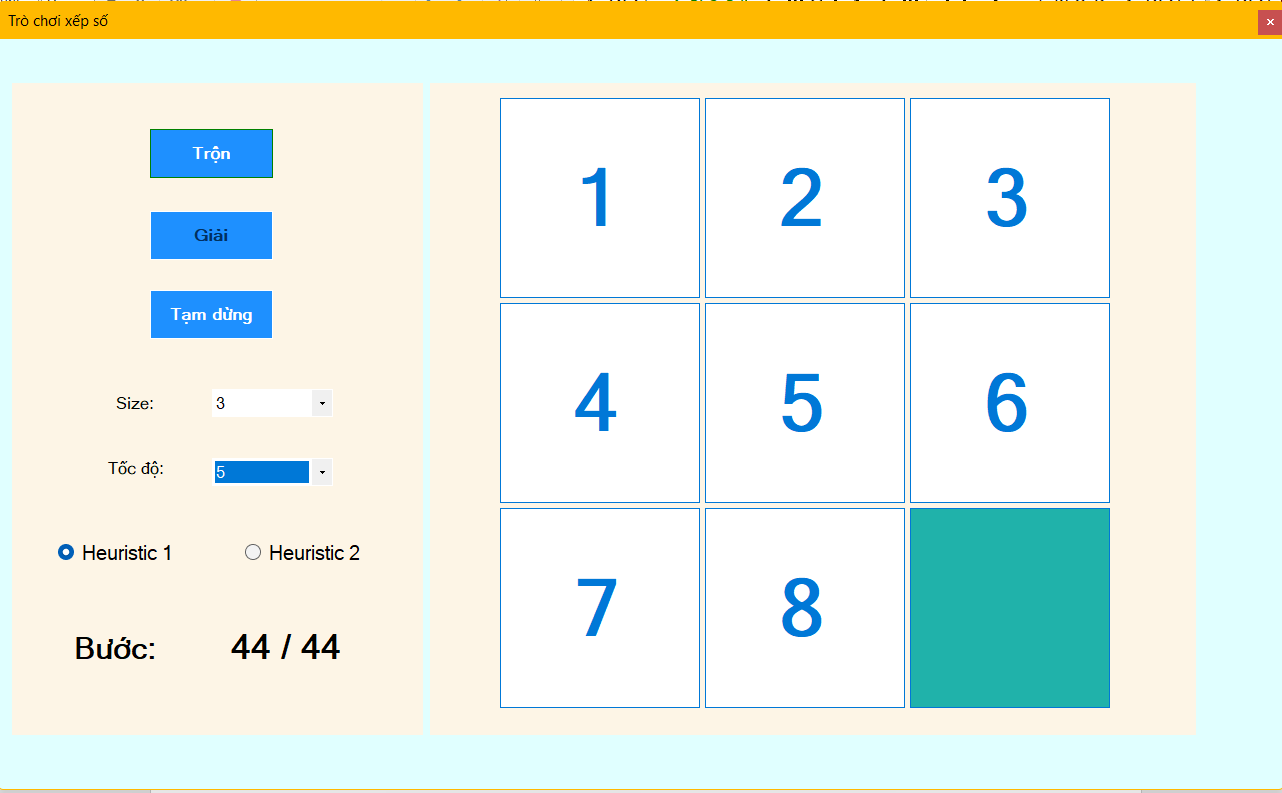 Trò chơi xếp số
Trộn
Giải
Tạm dừng
Size: 3
Tốc độ: 5
Heuristic 1 Heuristic 2
Bước: 44 / 44
1 2 3
4 5 6
7 8